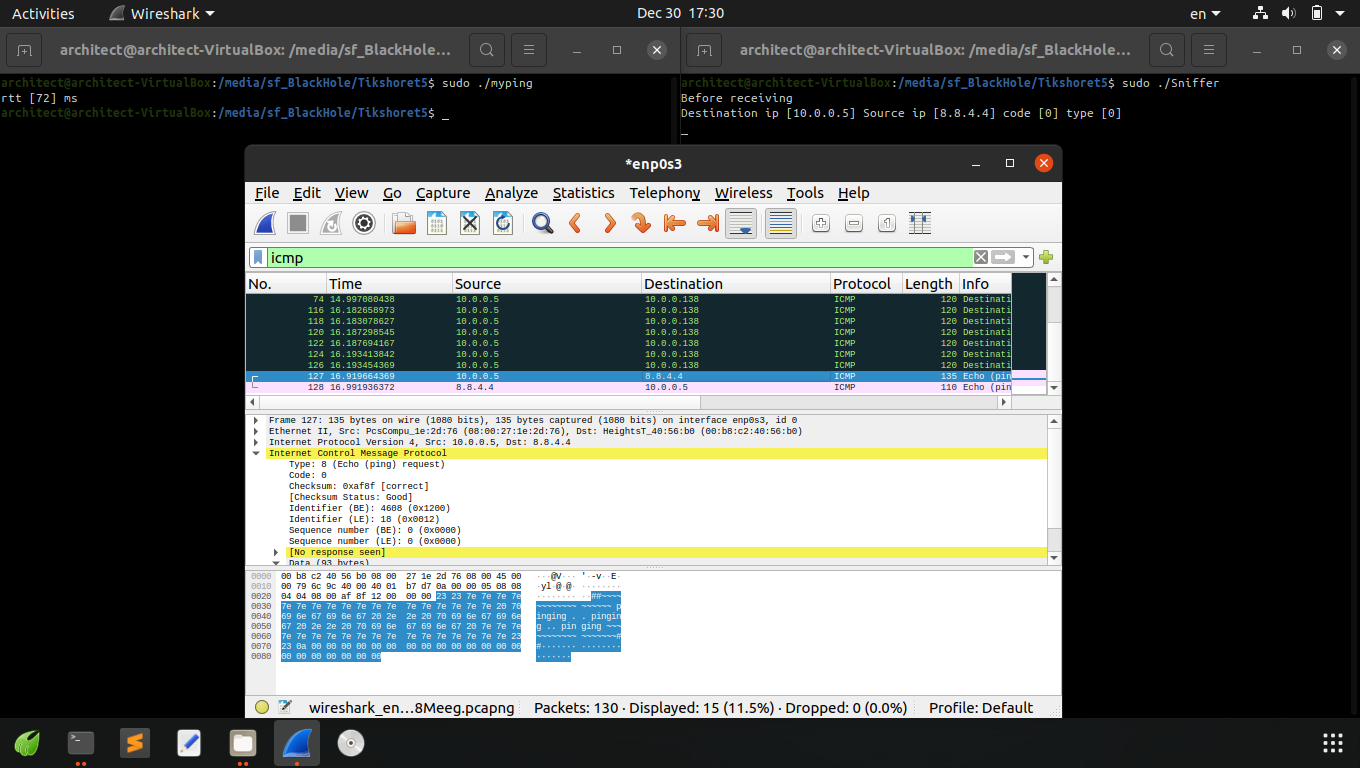 Activities Wireshark Dec 30 17:30 en
architect@architect-VirtualBox: /media/sf_BlackHole... architect@architect-VirtualBox: /media/sf_BlackHole...
architect@architect-VirtualBox:/media/sf_BlackHole/Tikshoret5$ sudo ./myping
rtt [72] ms
architect@architect-VirtualBox:/media/sf_BlackHole/Tikshoret5$ _
architect@architect-VirtualBox:/media/sf_BlackHole/Tikshoret5$ sudo ./Sniffer
Before receiving
Destination ip [10.0.0.5] Source ip [8.8.4.4] code [0] type [0]
*enp0s3
File Edit View Go Capture Analyze Statistics Telephony Wireless Tools Help
icmp
No. Time Source Destination Protocol Length Info
74 14.997080438 10.0.0.5 10.0.0.138 ICMP 120 Destinati
116 16.182658973 10.0.0.5 10.0.0.138 ICMP 120 Destinati
118 16.183078627 10.0.0.5 10.0.0.138 ICMP 120 Destinati
120 16.187298545 10.0.0.5 10.0.0.138 ICMP 120 Destinati
122 16.187694167 10.0.0.5 10.0.0.138 ICMP 120 Destinati
124 16.193413842 10.0.0.5 10.0.0.138 ICMP 120 Destinati
126 16.193454369 10.0.0.5 10.0.0.138 ICMP 120 Destinati
127 16.919664369 10.0.0.5 8.8.4.4 ICMP 135 Echo (pin
128 16.991936372 8.8.4.4 10.0.0.5 ICMP 110 Echo (pin
Frame 127: 135 bytes on wire (1080 bits), 135 bytes captured (1080 bits) on interface enp0s3, id 0
Ethernet II, Src: PcsCompu_1e:2d:76 (08:00:27:1e:2d:76), Dst: HeightsT_40:56:b0 (00:b8:c2:40:56:b0)
Internet Protocol Version 4, Src: 10.0.0.5, Dst: 8.8.4.4
Internet Control Message Protocol
Type: 8 (Echo (ping) request)
Code: 0
Checksum: 0xaf8f [correct]
[Checksum Status: Good]
Identifier (BE): 4608 (0x1200)
Identifier (LE): 18 (0x0012)
Sequence number (BE): 0 (0x0000)
Sequence number (LE): 0 (0x0000)
[No response seen]
Data (93 bytes)
0000 00 b8 c2 40 56 b0 08 00 27 1e 2d 76 08 00 45 00 ···@V··· '·-v··E·
0010 00 79 6c 9c 40 00 40 01 b7 d7 0a 00 00 05 08 08 ·yl·@·@· ········
0020 04 04 08 00 af 8f 12 00 00 00 23 23 7e 7e 7e 7e ········ ··##~~~~
0030 7e 7e 7e 7e 7e 7e 7e 7e 7e 7e 7e 7e 7e 7e 20 70 ~~~~~~~~ ~~~~~~ p
0040 69 6e 67 69 6e 67 20 2e 2e 20 70 69 6e 67 69 6e inging . . pingin
0050 67 20 2e 2e 20 70 69 6e 67 69 6e 67 20 7e 7e 7e g .. pin ging ~~~
0060 7e 7e 7e 7e 7e 7e 7e 7e 7e 7e 7e 7e 7e 7e 7e 23 ~~~~~~~~ ~~~~~~~#
0070 23 0a 00 00 00 00 00 00 00 00 00 00 00 00 00 00 #······· ········
0080 00 00 00 00 00 00 00 ·······
wireshark_en...8Meeg.pcapng Packets: 130 · Displayed: 15 (11.5%) · Dropped: 0 (0.0%) Profile: Default